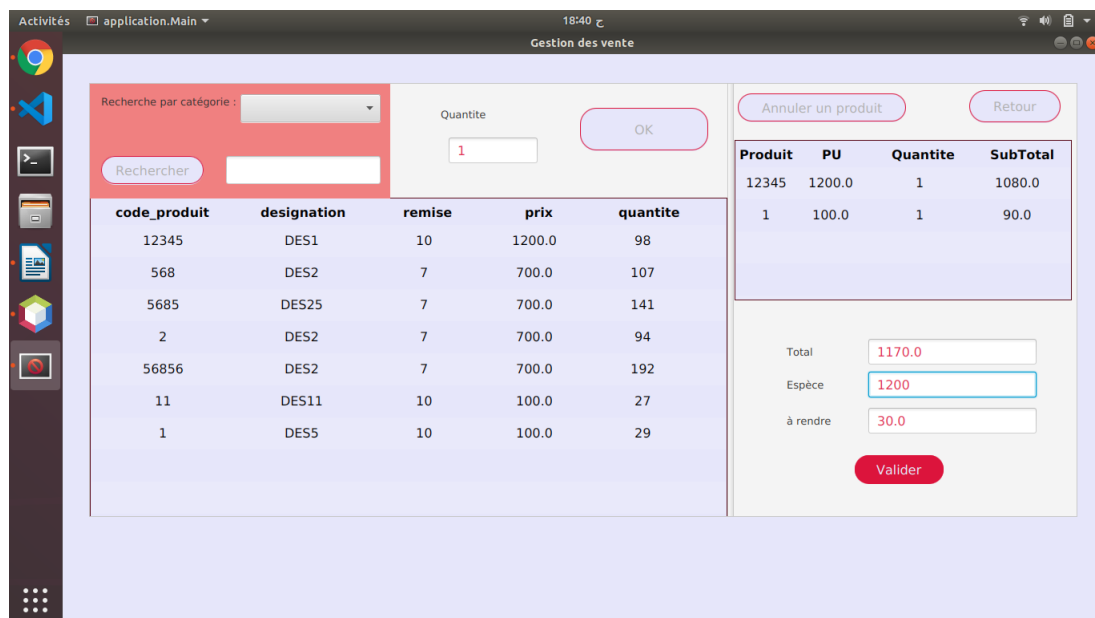 Activités application.Main 18:40 ح
Gestion des vente
Recherche par catégorie :
Rechercher
Quantite
1
OK
Annuler un produit
Retour
code_produit designation remise prix quantite
12345 DES1 10 1200.0 98
568 DES2 7 700.0 107
5685 DES25 7 700.0 141
2 DES2 7 700.0 94
56856 DES2 7 700.0 192
11 DES11 10 100.0 27
1 DES5 10 100.0 29
Produit PU Quantite SubTotal
12345 1200.0 1 1080.0
1 100.0 1 90.0
Total 1170.0
Espèce 1200
à rendre 30.0
Valider